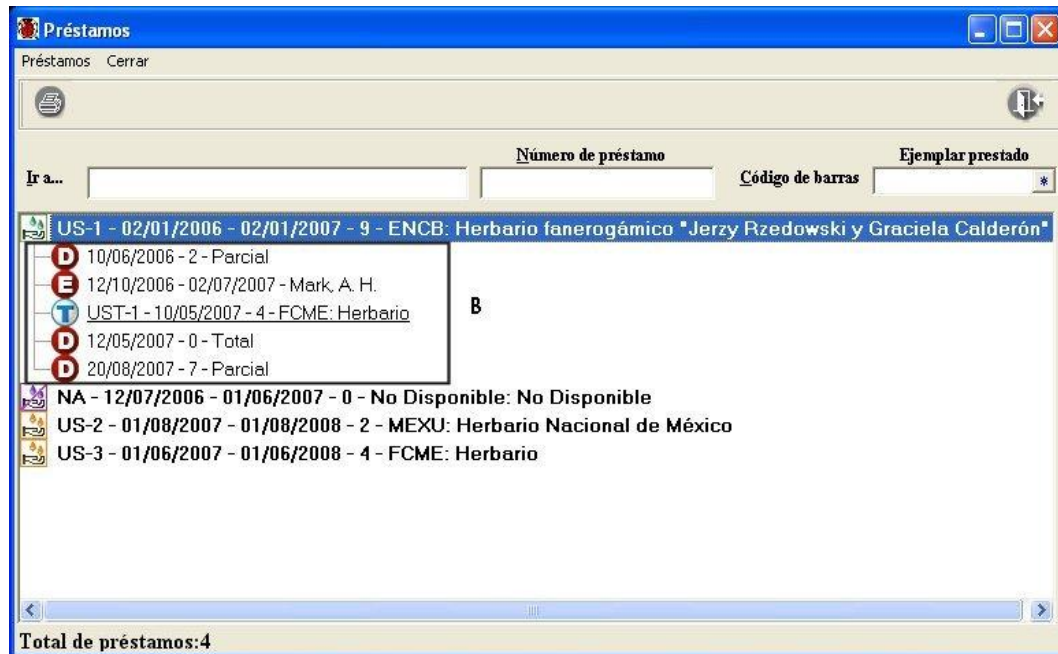 Préstamos
Préstamos Cerrar
Número de préstamo Ejemplar prestado
Ir a... Código de barras *
US-1 - 02/01/2006 - 02/01/2007 - 9 - ENCB: Herbario fanerogámico "Jerzy Rzedowski y Graciela Calderón"
D 10/06/2006 - 2 - Parcial
E 12/10/2006 - 02/07/2007 - Mark, A. H.
T UST-1 - 10/05/2007 - 4 - FCME: Herbario
B
D 12/05/2007 - 0 - Total
D 20/08/2007 - 7 - Parcial
NA - 12/07/2006 - 01/06/2007 - 0 - No Disponible: No Disponible
US-2 - 01/08/2007 - 01/08/2008 - 2 - MEXU: Herbario Nacional de México
US-3 - 01/06/2007 - 01/06/2008 - 4 - FCME: Herbario
Total de préstamos:4